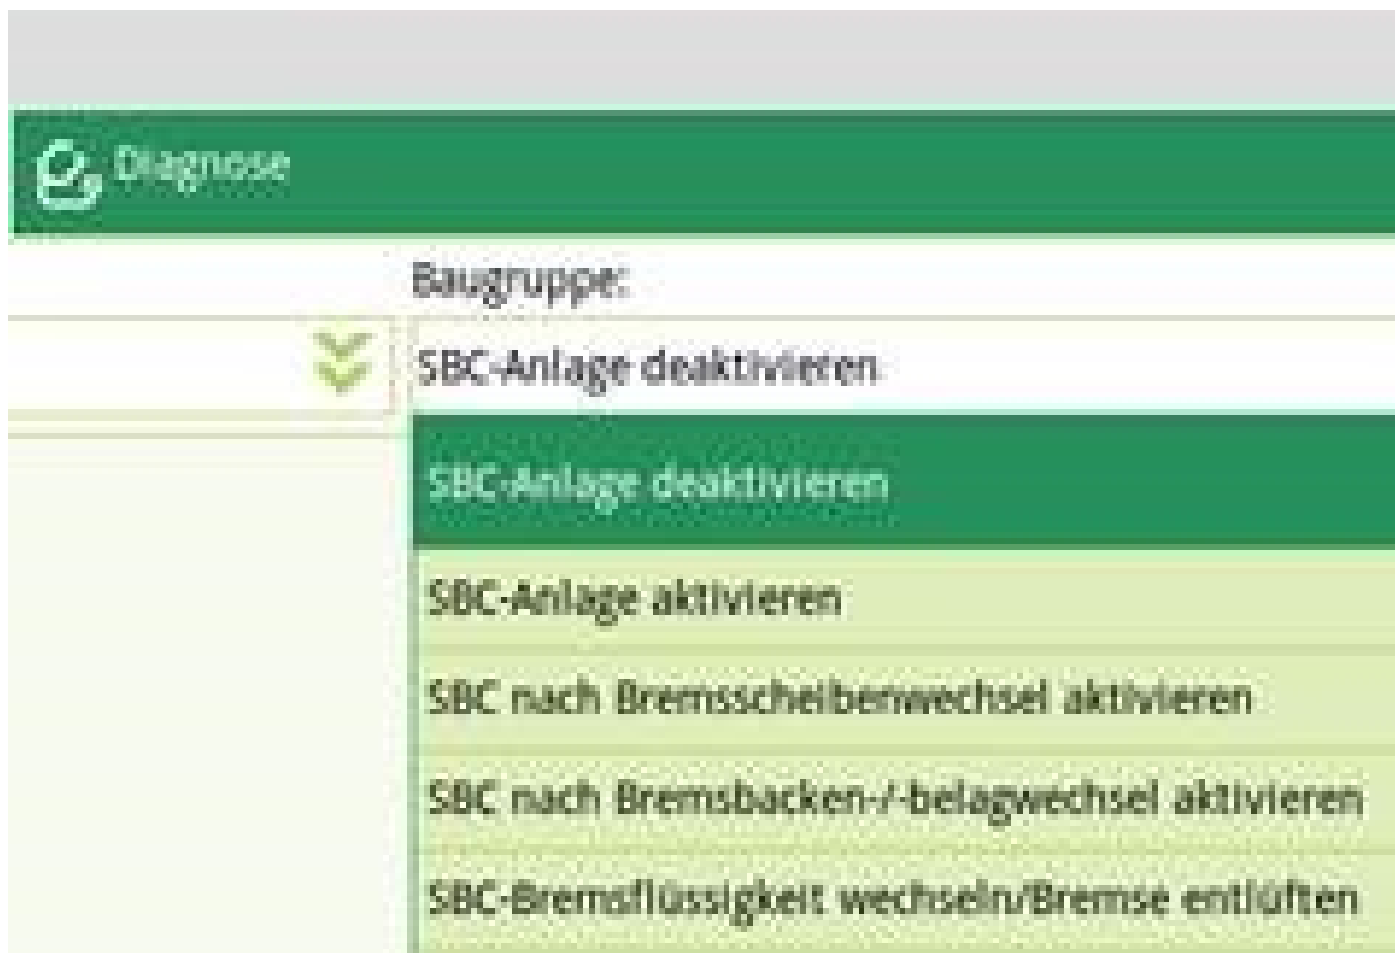 Diagnose
Baugruppe:
SBC-Anlage deaktivieren
SBC-Anlage deaktivieren
SBC-Anlage aktivieren
SBC nach Bremsscheibenwechsel aktivieren
SBC nach Bremsbacken-/-belagwechsel aktivieren
SBC-Bremsflüssigkeit wechseln/Bremse entlüften